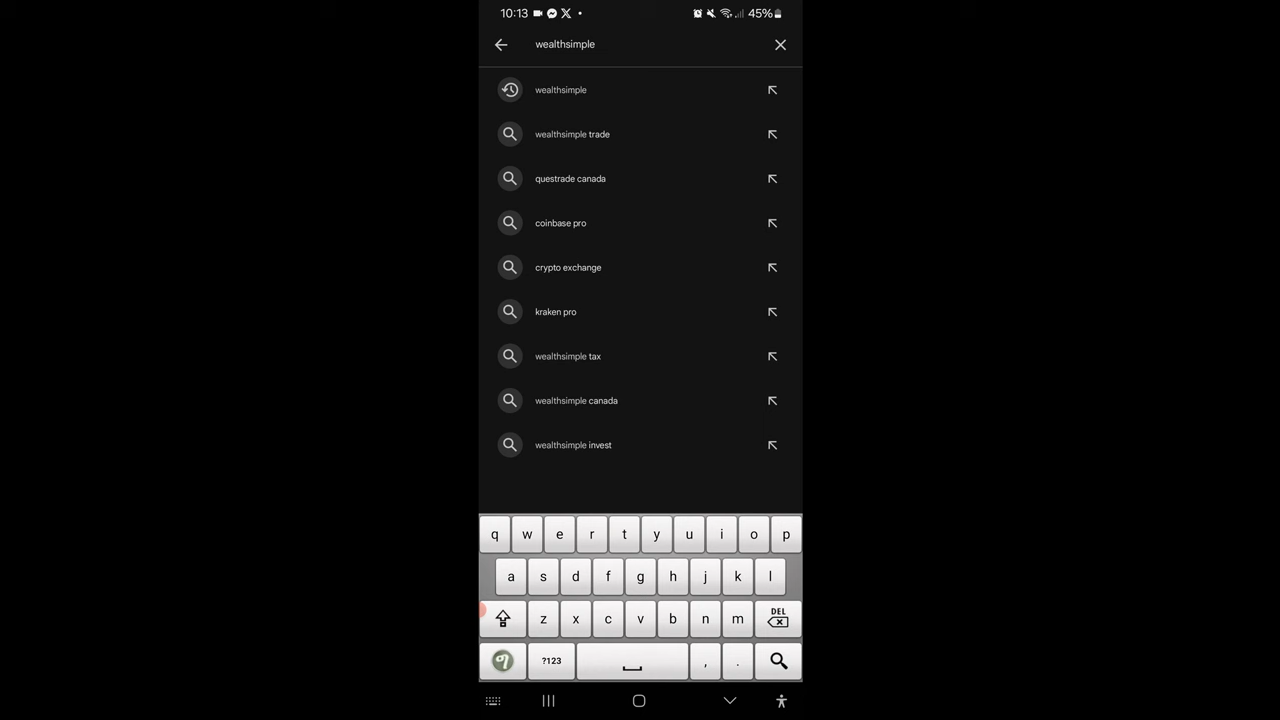 10:13
45%
wealthsimple
wealthsimple
wealthsimple trade
questrade canada
coinbase pro
crypto exchange
kraken pro
wealthsimple tax
wealthsimple canada
wealthsimple invest
q w e r t y u i o p
a s d f g h j k l
z x c v b n m DEL
?123 , .